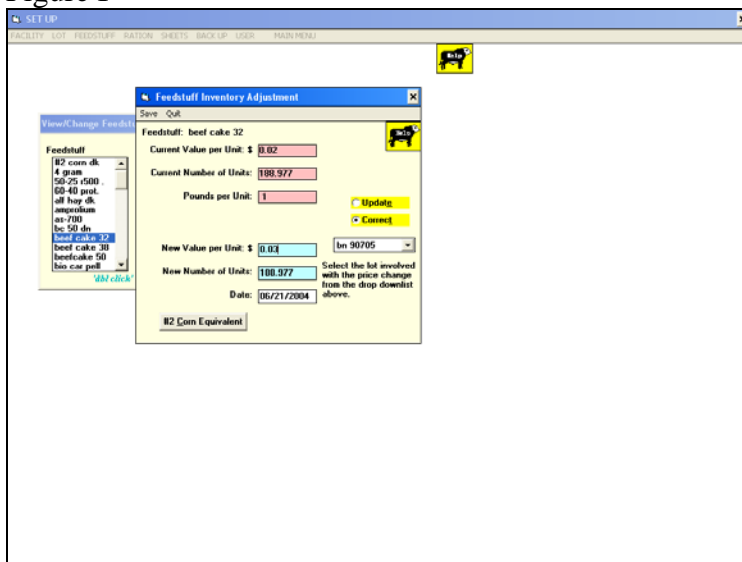 SET UP
FACILITY LOT FEEDSTUFF RATION SHEETS BACK UP USER MAIN MENU
Help
Feedstuff Inventory Adjustment
Save Quit
View/Change Feedst
Feedstuff: beef cake 32
Help
Feedstuff
Current Value per Unit: $ 0.02
#2 corn dk
4 gram
50-25 r500 .
60-40 prot.
alf hay dk
amprolium
as-700
bc 50 dn
beef cake 32
beef cake 38
beefcake 50
bio car pell
'dbl click'
Current Number of Units: 188.977
Pounds per Unit: 1
Update
Correct
New Value per Unit: $ 0.03
bn 90705
New Number of Units: 188.977
Select the lot involved
with the price change
from the drop downlist
above.
Date: 06/21/2004
#2 Corn Equivalent